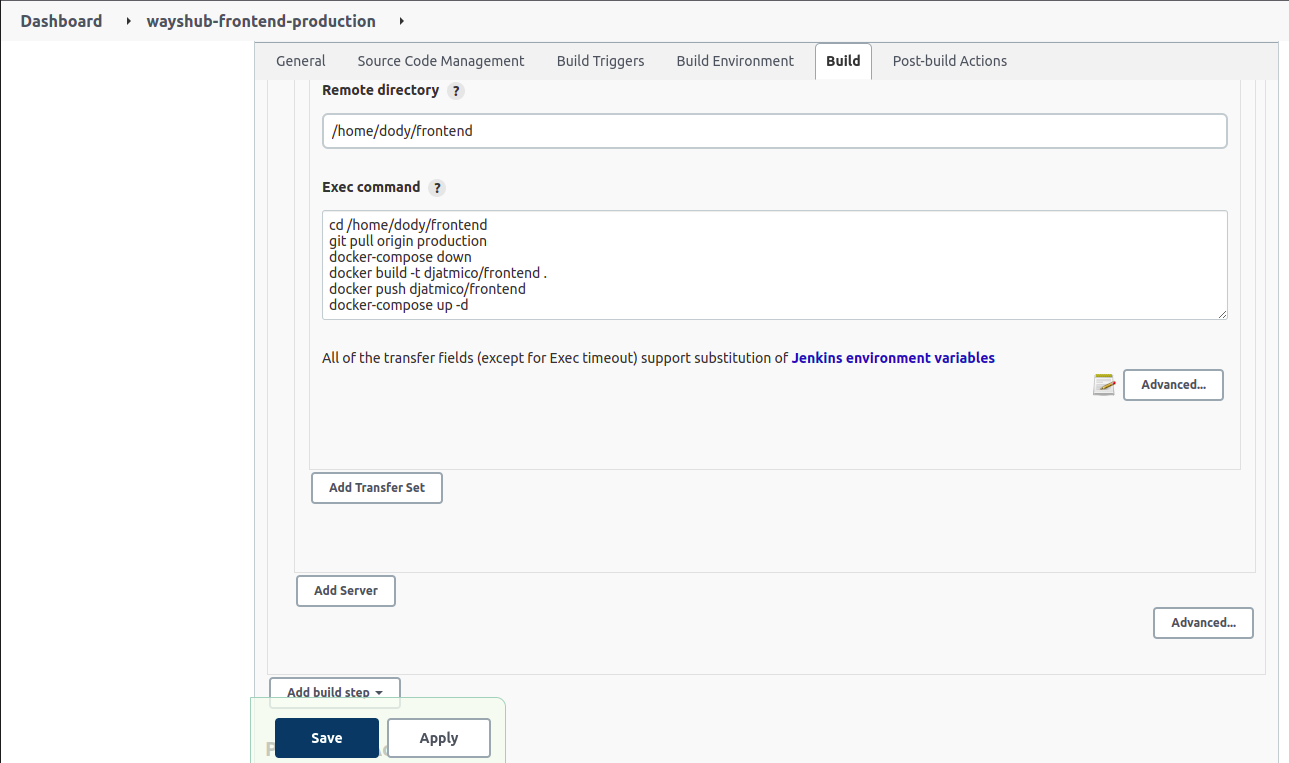 Dashboard wayshub-frontend-production
General Source Code Management Build Triggers Build Environment Build Post-build Actions
Remote directory ?
/home/dody/frontend
Exec command ?
cd /home/dody/frontend
git pull origin production
docker-compose down
docker build -t djatmico/frontend .
docker push djatmico/frontend
docker-compose up -d
All of the transfer fields (except for Exec timeout) support substitution of Jenkins environment variables
Advanced...
Add Transfer Set
Add Server
Advanced...
Add build step
Save Apply